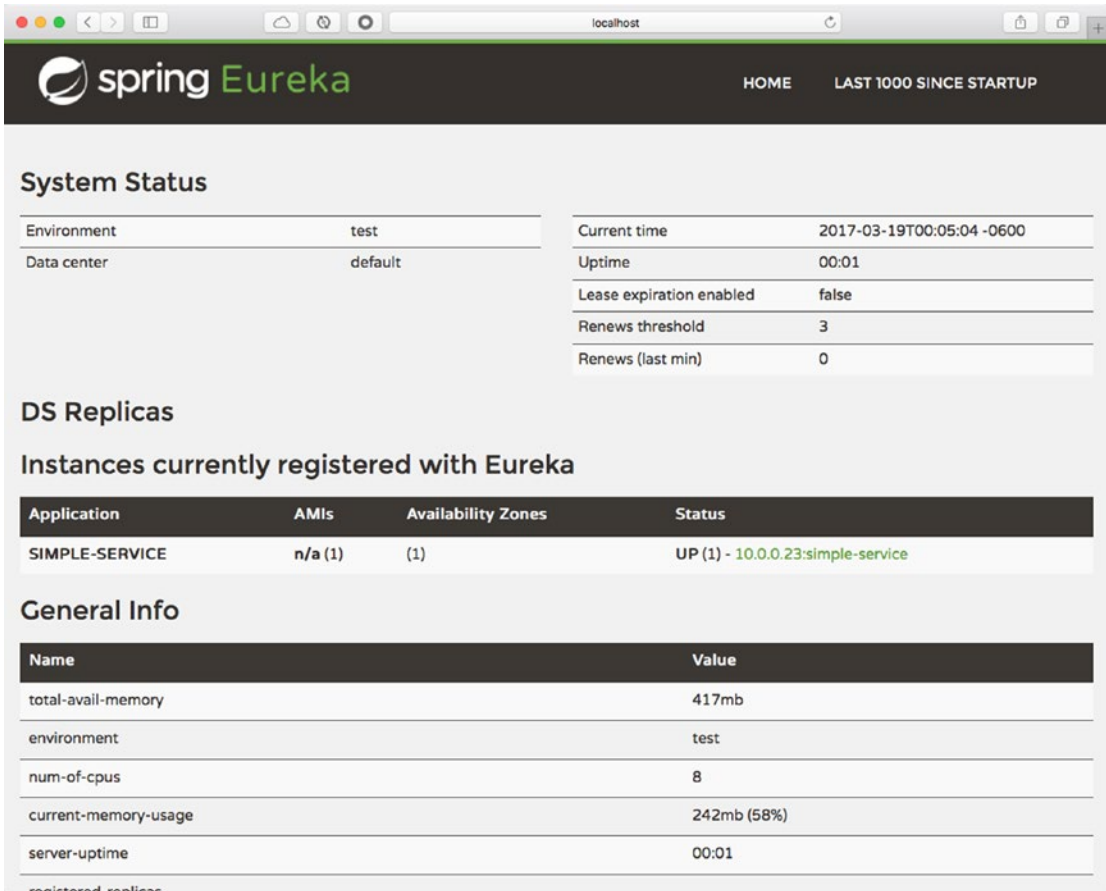 localhost
spring Eureka
HOME LAST 1000 SINCE STARTUP
System Status
Environment test
Data center default
Current time 2017-03-19T00:05:04 -0600
Uptime 00:01
Lease expiration enabled false
Renews threshold 3
Renews (last min) 0
DS Replicas
Instances currently registered with Eureka
Application AMIs Availability Zones Status
SIMPLE-SERVICE n/a (1) (1) UP (1) - 10.0.0.23:simple-service
General Info
Name Value
total-avail-memory 417mb
environment test
num-of-cpus 8
current-memory-usage 242mb (58%)
server-uptime 00:01
registered-replicas